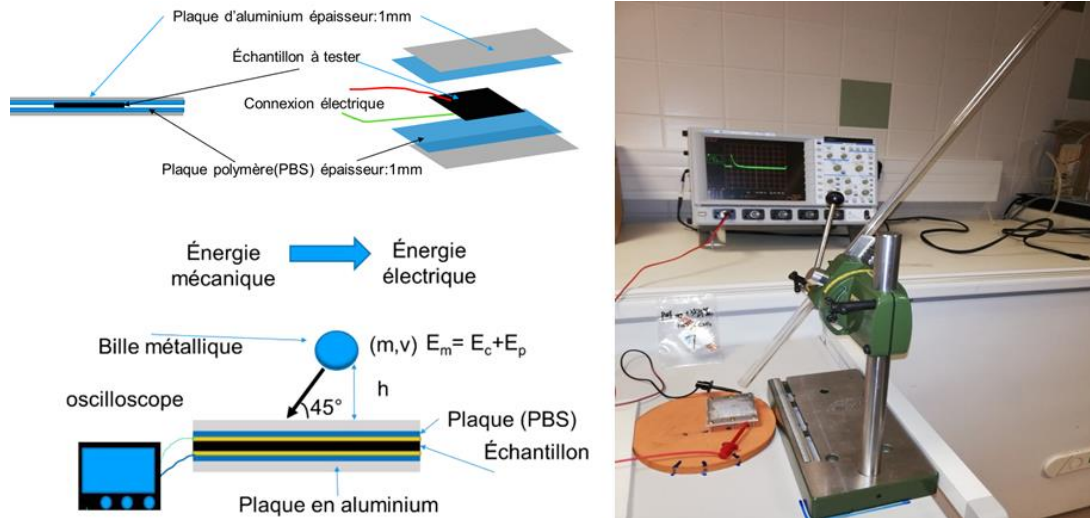 Plaque d'aluminium épaisseur:1mm
Échantillon à tester
Connexion électrique
Plaque polymère(PBS) épaisseur:1mm
Énergie
mécanique
Énergie
électrique
Bille métallique
(m,v) Em= Ec+Ep
h
oscilloscope
45°
Plaque (PBS)
Échantillon
Plaque en aluminium